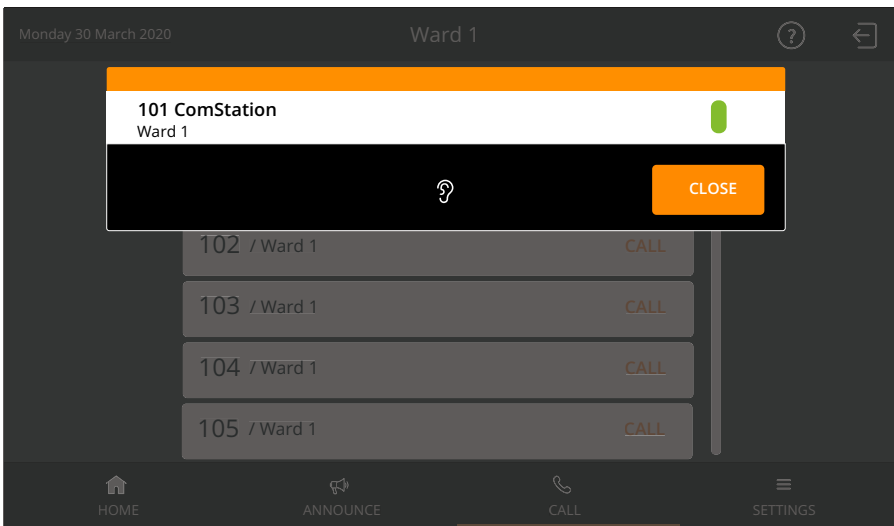 Monday 30 March 2020 Ward 1 ?
101 ComStation
Ward 1
CLOSE
102 / Ward 1 CALL
103 / Ward 1 CALL
104 / Ward 1 CALL
105 / Ward 1 CALL
HOME ANNOUNCE CALL SETTINGS